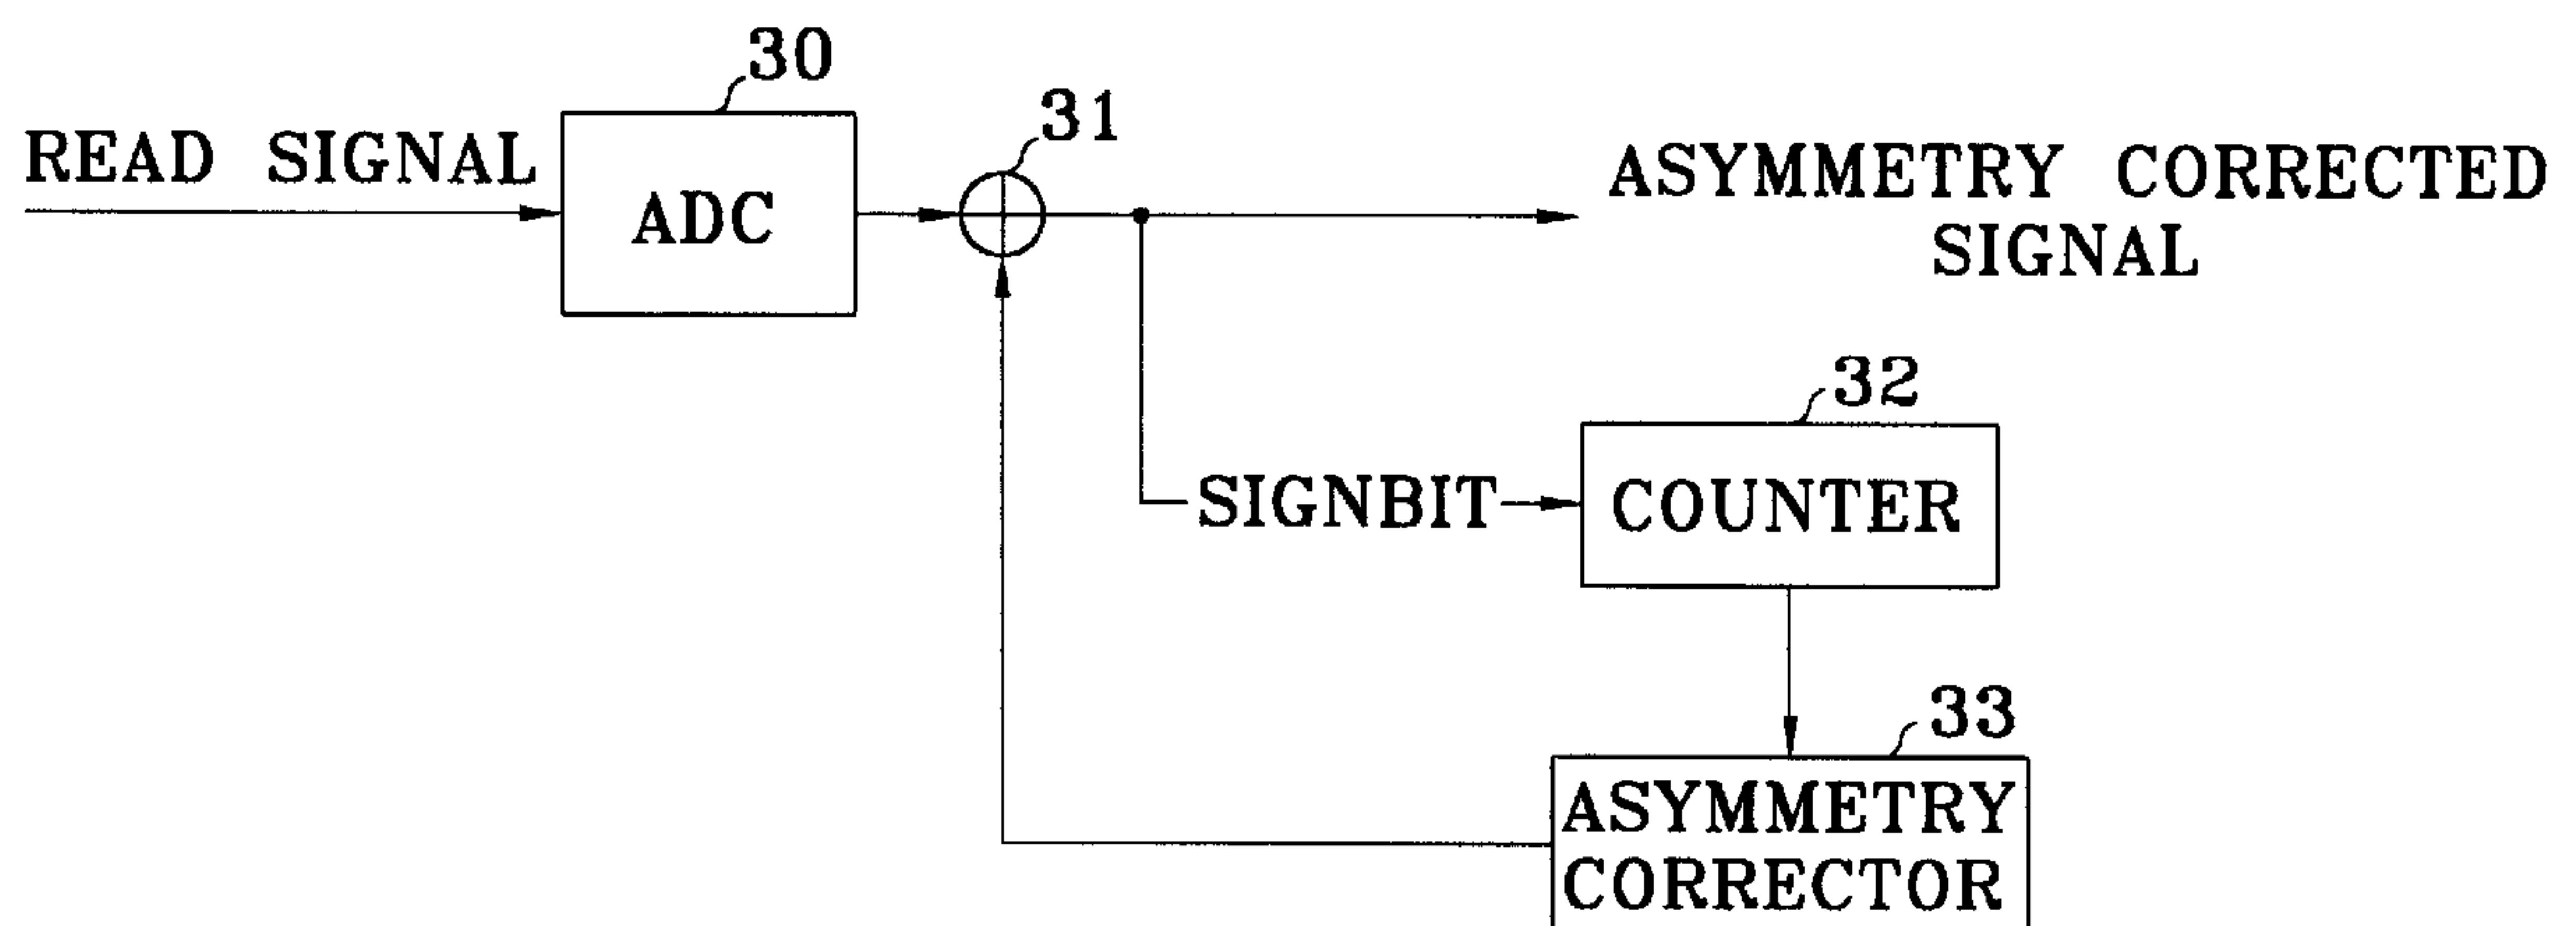 30
31
READ SIGNAL
ADC
ASYMMETRY CORRECTED
SIGNAL
32
SIGNBIT
COUNTER
33
ASYMMETRY
CORRECTOR